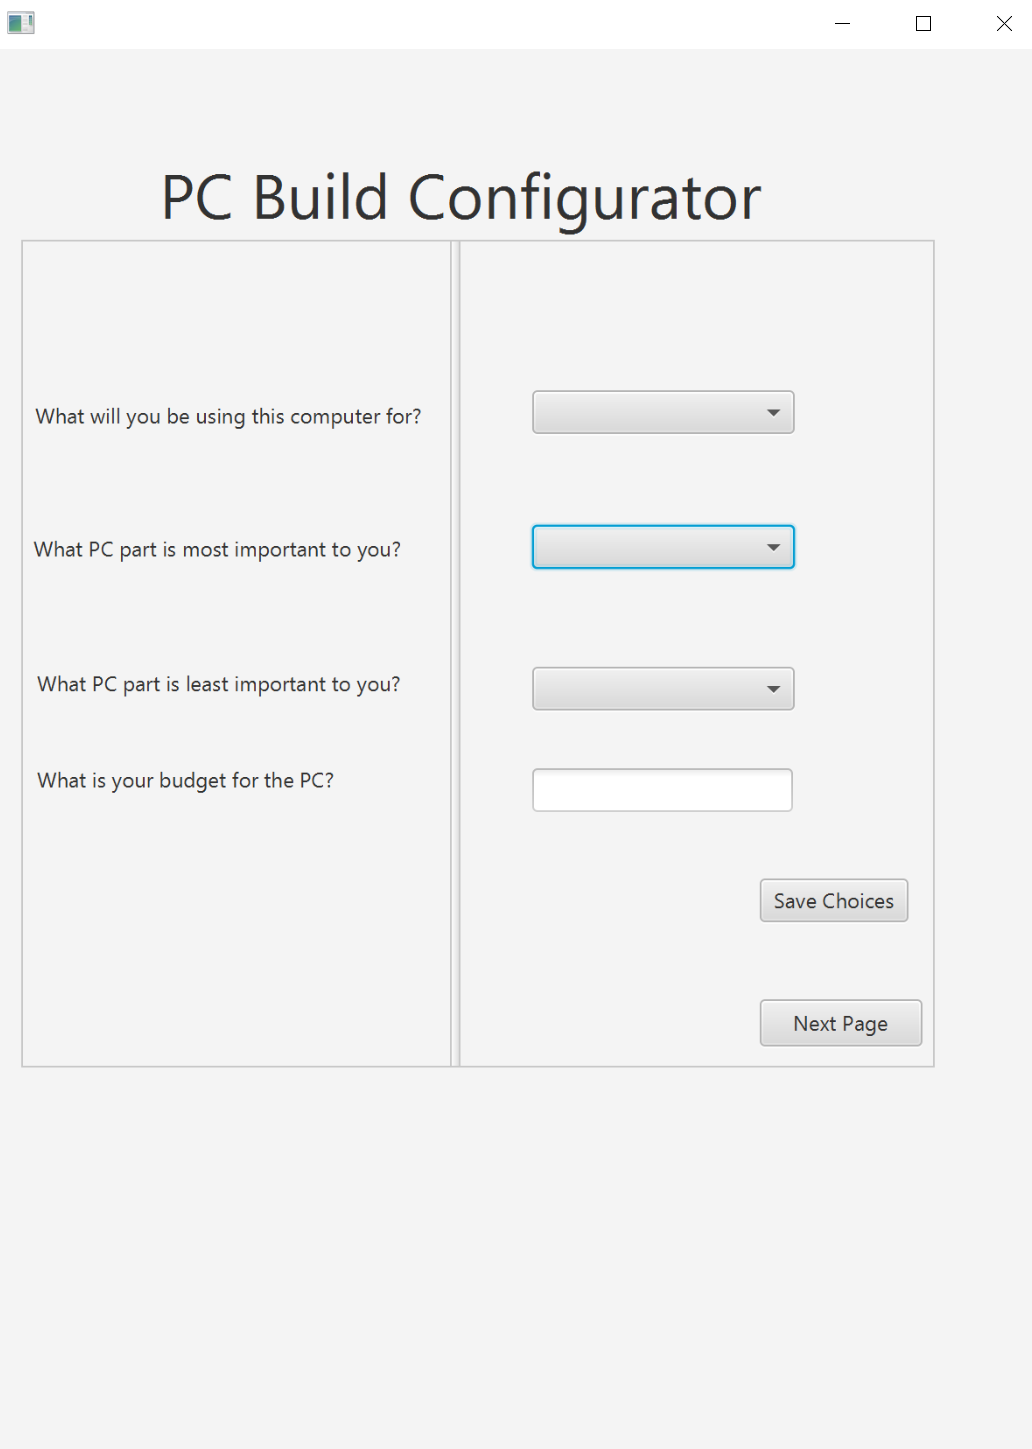 PC Build Configurator
What will you be using this computer for?
What PC part is most important to you?
What PC part is least important to you?
What is your budget for the PC?
Save Choices
Next Page